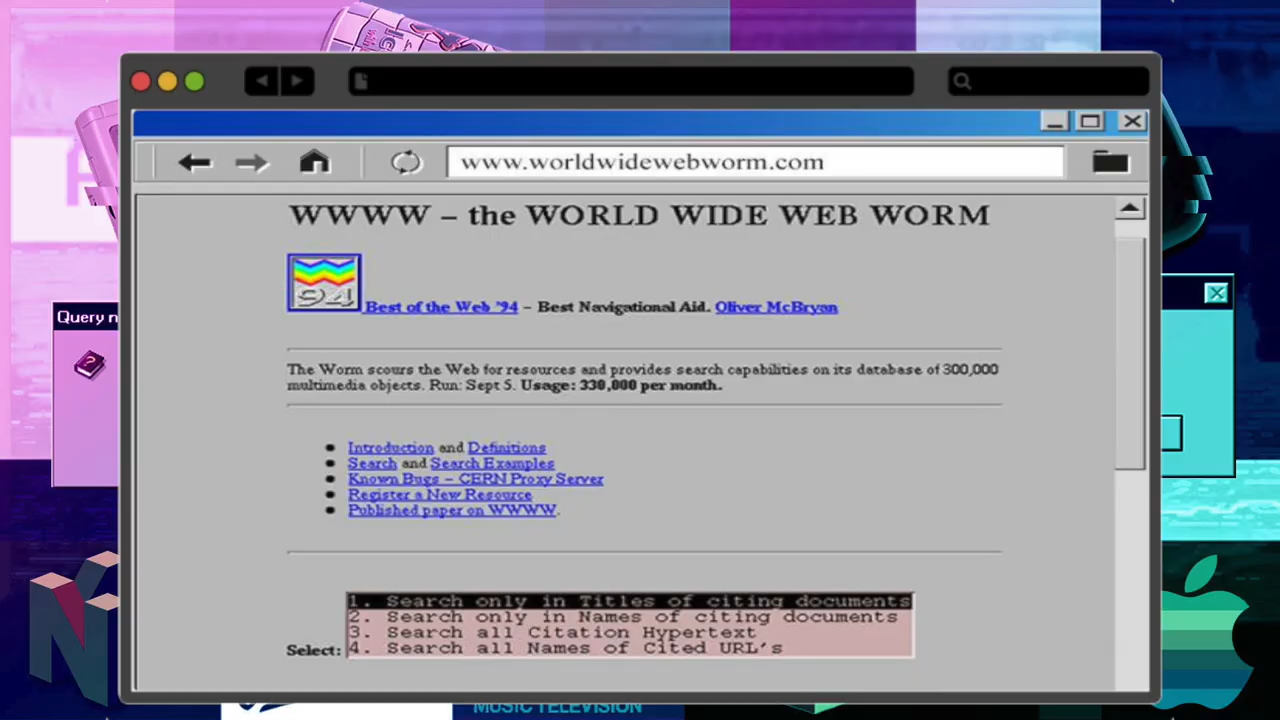 www.worldwidewebworm.com
WWWW – the WORLD WIDE WEB WORM
94 Best of the Web '94 – Best Navigational Aid. Oliver McBryan
The Worm scours the Web for resources and provides search capabilities on its database of 300,000
multimedia objects. Run: Sept 5. Usage: 330,000 per month.
Query n
Introduction and Definitions
Search and Search Examples
Known Bugs – CERN Proxy Server
Register a New Resource
Published paper on WWWW.
Select:
1. Search only in Titles of citing documents
2. Search only in Names of citing documents
3. Search all Citation Hypertext
4. Search all Names of Cited URL's
MUSIC TELEVISION